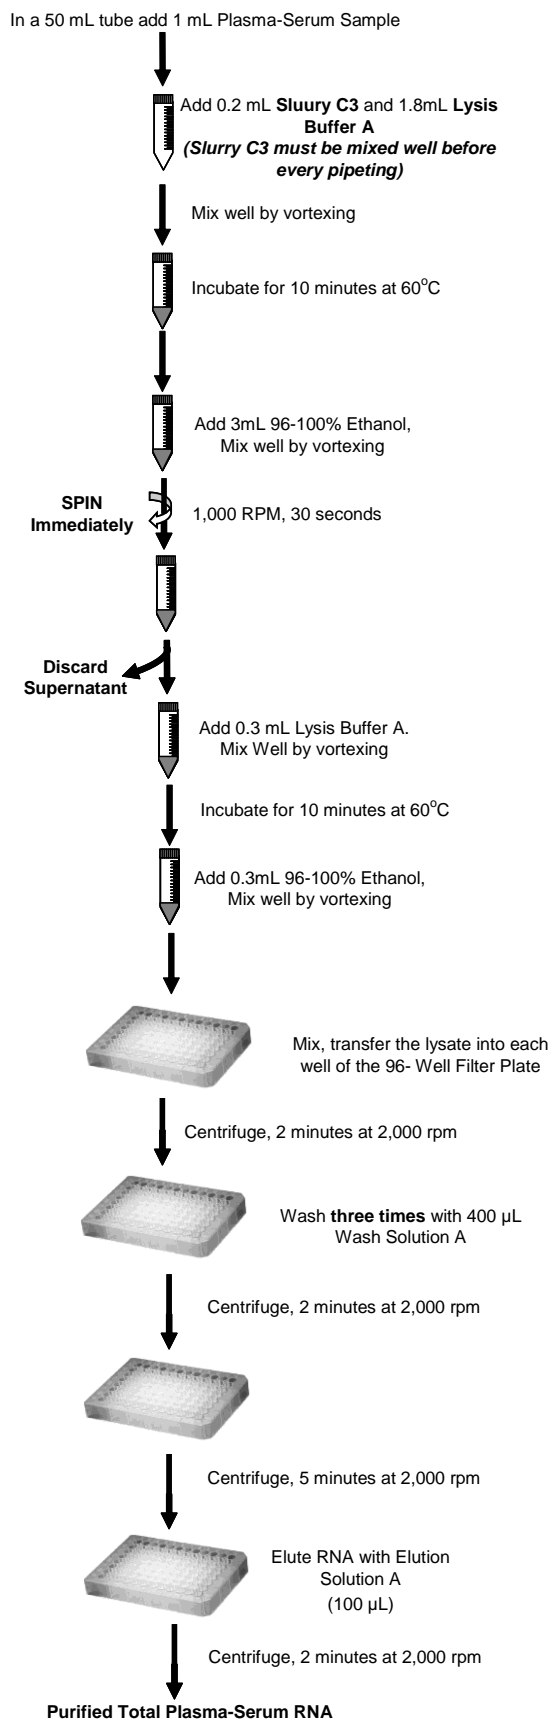 In a 50 mL tube add 1 mL Plasma-Serum Sample
Add 0.2 mL Sluury C3 and 1.8mL Lysis
Buffer A
(Slurry C3 must be mixed well before
every pipeting)
Mix well by vortexing
Incubate for 10 minutes at 60°C
Add 3mL 96-100% Ethanol,
Mix well by vortexing
SPIN
Immediately
1,000 RPM, 30 seconds
Discard
Supernatant
Add 0.3 mL Lysis Buffer A.
Mix Well by vortexing
Incubate for 10 minutes at 60°C
Add 0.3mL 96-100% Ethanol,
Mix well by vortexing
Mix, transfer the lysate into each
well of the 96- Well Filter Plate
Centrifuge, 2 minutes at 2,000 rpm
Wash three times with 400 µL
Wash Solution A
Centrifuge, 2 minutes at 2,000 rpm
Centrifuge, 5 minutes at 2,000 rpm
Elute RNA with Elution
Solution A
(100 µL)
Centrifuge, 2 minutes at 2,000 rpm
Purified Total Plasma-Serum RNA